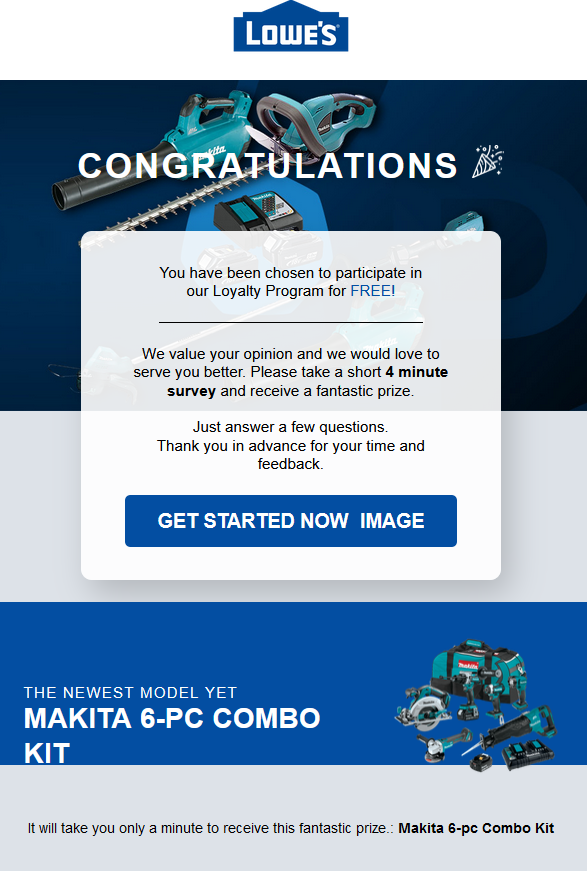 LOWE'S
makita
CONGRATULATIONS
You have been chosen to participate in
our Loyalty Program for FREE!
We value your opinion and we would love to
serve you better. Please take a short 4 minute
survey and receive a fantastic prize.
Just answer a few questions.
Thank you in advance for your time and
feedback.
GET STARTED NOW IMAGE
THE NEWEST MODEL YET
MAKITA 6-PC COMBO
KIT
It will take you only a minute to receive this fantastic prize.: Makita 6-pc Combo Kit